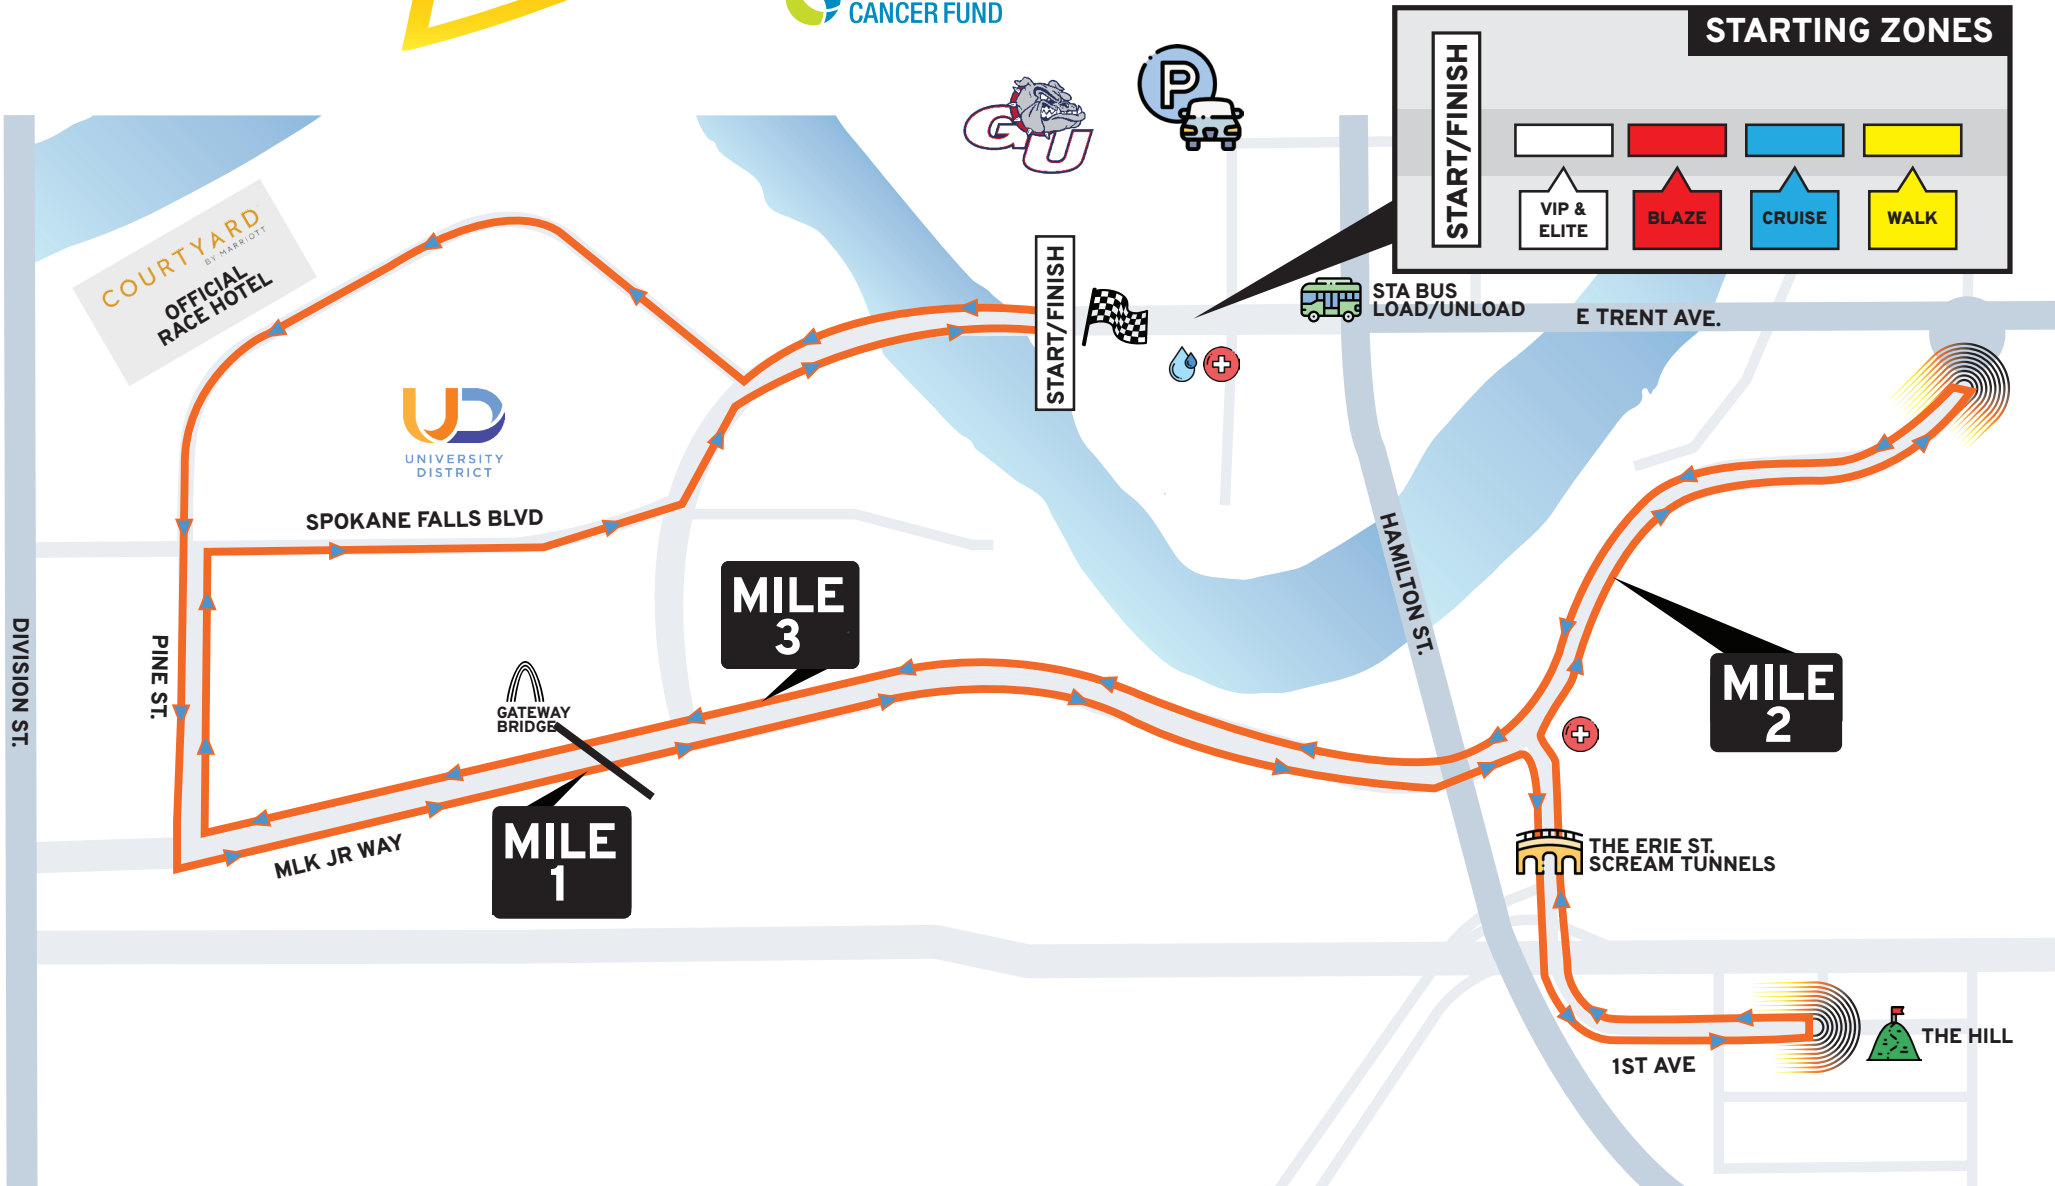 CANCER FUND
STARTING ZONES
START/FINISH
VIP &
ELITE
BLAZE
CRUISE
WALK
P
GU
COURTYARD
BY MARRIOTT
OFFICIAL
RACE HOTEL
START/FINISH
STA BUS
LOAD/UNLOAD
E TRENT AVE.
UD
UNIVERSITY
DISTRICT
SPOKANE FALLS BLVD
HAMILTON ST.
DIVISION ST.
PINE ST.
MILE
3
GATEWAY
BRIDGE
MILE
2
MLK JR WAY
MILE
1
THE ERIE ST.
SCREAM TUNNELS
THE HILL
1ST AVE